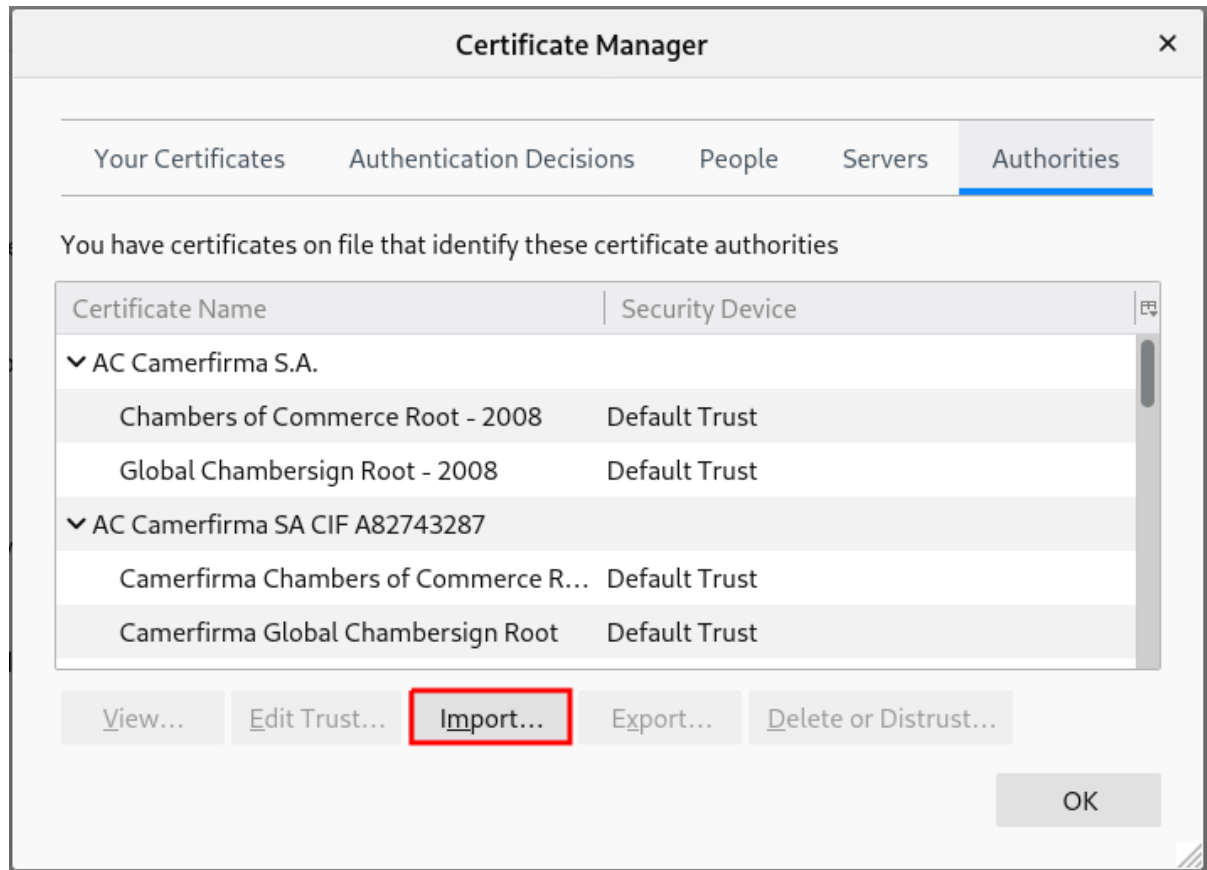 Certificate Manager
Your Certificates Authentication Decisions People Servers Authorities
You have certificates on file that identify these certificate authorities
Certificate Name Security Device
AC Camerfirma S.A.
Chambers of Commerce Root - 2008 Default Trust
Global Chambersign Root - 2008 Default Trust
AC Camerfirma SA CIF A82743287
Camerfirma Chambers of Commerce R... Default Trust
Camerfirma Global Chambersign Root Default Trust
View... Edit Trust... Import... Export... Delete or Distrust...
OK